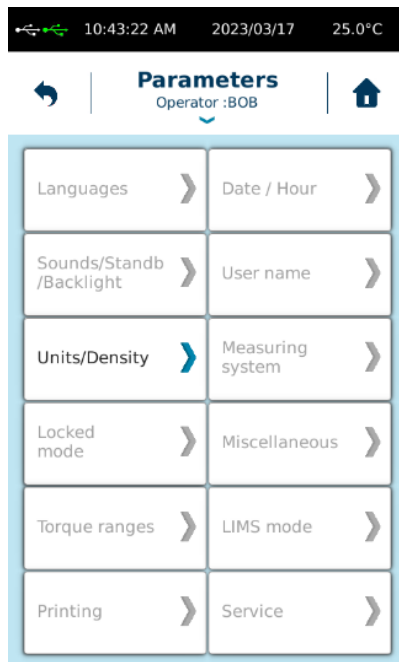 10:43:22 AM 2023/03/17 25.0°C
Parameters
Operator :BOB
Languages
Date / Hour
Sounds/Standb
/Backlight
User name
Units/Density
Measuring
system
Locked
mode
Miscellaneous
Torque ranges
LIMS mode
Printing
Service